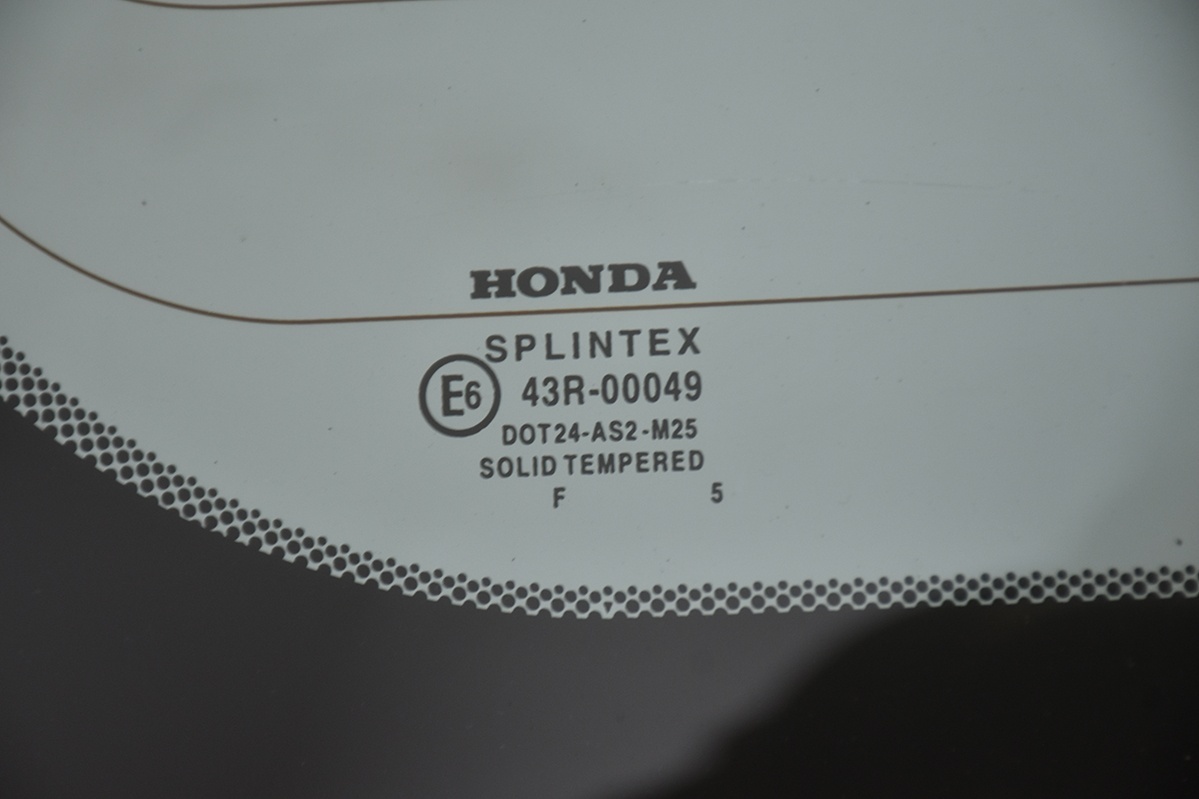 HONDA
SPLINTEX
E6 43R-00049
DOT24-AS2-M25
SOLID TEMPERED
F 5